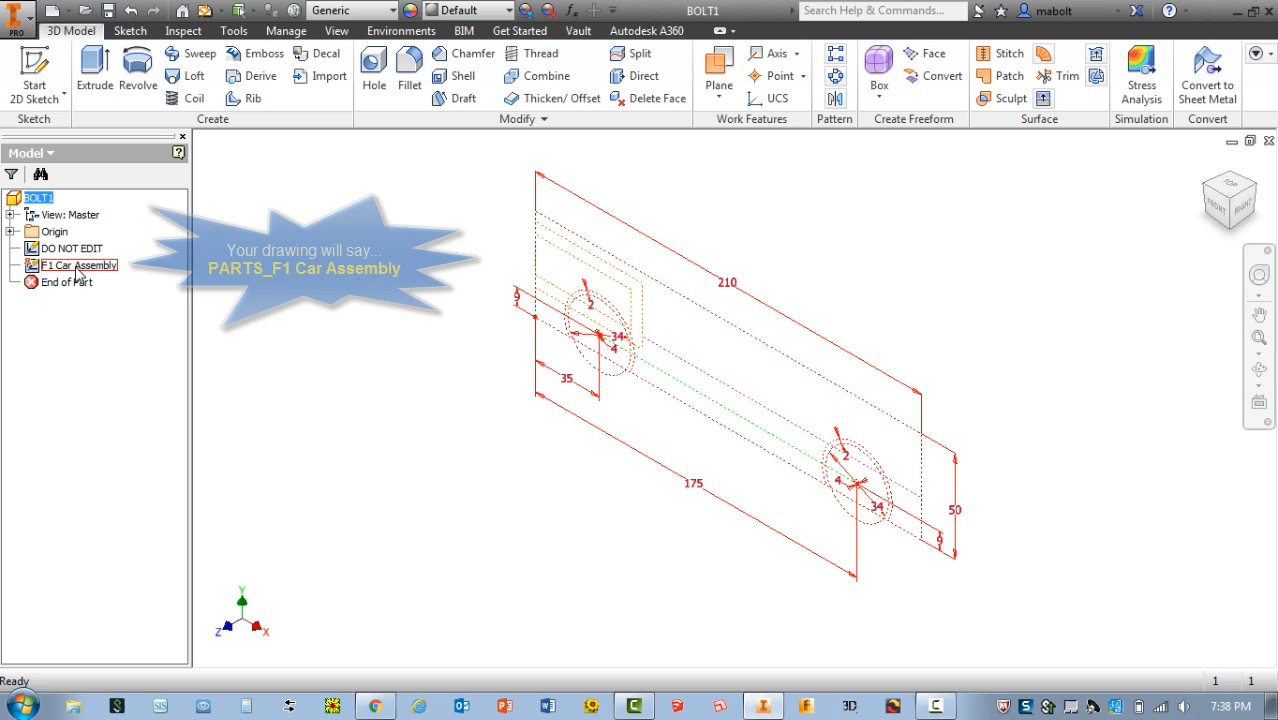 Generic
Default
BOLT1
Search Help & Commands...
mabolt
PRO
3D Model
Sketch
Inspect
Tools
Manage
View
Environments
BIM
Get Started
Vault
Autodesk A360
Start
2D Sketch
Extrude
Revolve
Sweep
Loft
Coil
Emboss
Derive
Rib
Decal
Import
Hole
Fillet
Chamfer
Shell
Draft
Thread
Combine
Thicken/ Offset
Split
Direct
Delete Face
Plane
Axis
Point
UCS
Box
Face
Convert
Stitch
Patch
Sculpt
Trim
Stress
Analysis
Convert to
Sheet Metal
Sketch
Create
Modify
Work Features
Pattern
Create Freeform
Surface
Simulation
Convert
Model
BOLT1
View: Master
Origin
DO NOT EDIT
F1 Car Assembly
End of Part
Your drawing will say...
PARTS_F1 Car Assembly
TOP
FRONT
RIGHT
210
9
2
34
4
35
175
2
4
34
50
9
Y
Z
X
Ready
1
1
SIS
3D
7:38 PM